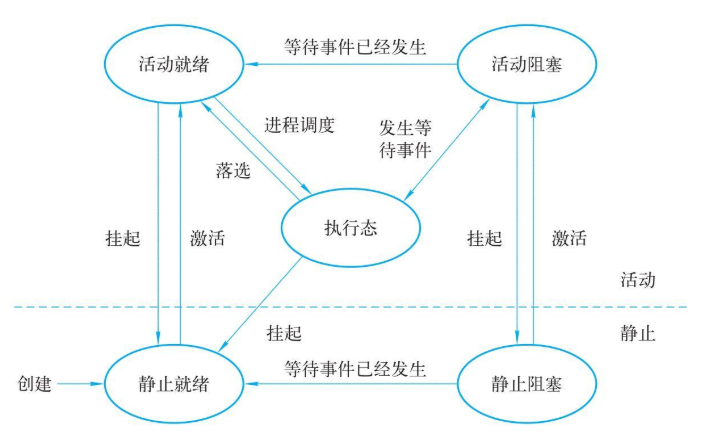 等待事件已经发生
活动就绪
活动阻塞
进程调度
发生等
待事件
落选
执行态
挂起
激活
挂起
激活
活动
挂起
静止
等待事件已经发生
创建
静止就绪
静止阻塞